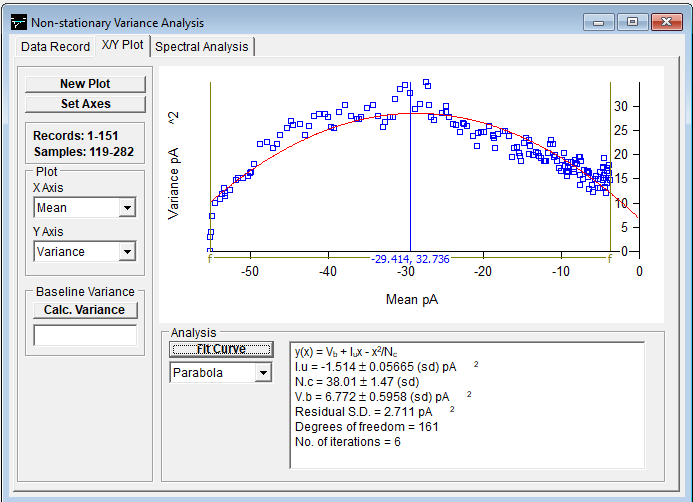 Non-stationary Variance Analysis
Data Record X/Y Plot Spectral Analysis
New Plot
Set Axes
Records: 1-151
Samples: 119-282
Plot
X Axis
Mean
Y Axis
Variance
Baseline Variance
Calc. Variance
Variance pA ^2
30
25
20
15
10
5
0
f -29.414, 32.736 f
-50 -40 -30 -20 -10 0
Mean pA
Analysis
Fit Curve
Parabola
y(x) = V_b + I_ux - x²/N_c
I.u = -1.514 ± 0.05665 (sd) pA ²
N.c = 38.01 ± 1.47 (sd)
V.b = 6.772 ± 0.5958 (sd) pA ²
Residual S.D. = 2.711 pA ²
Degrees of freedom = 161
No. of iterations = 6